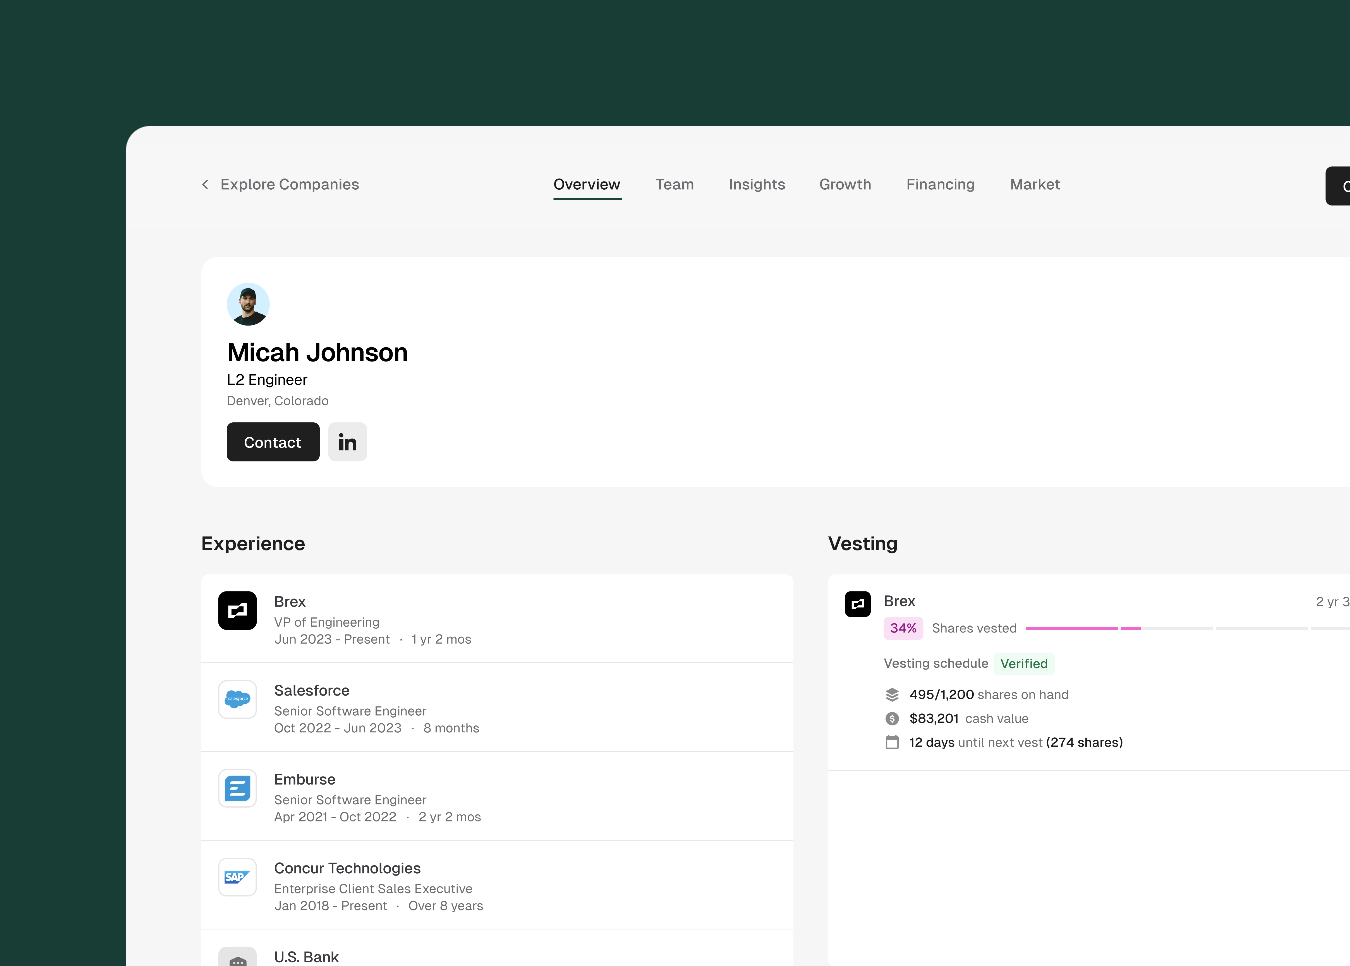 Explore Companies
Overview
Team
Insights
Growth
Financing
Market
Micah Johnson
L2 Engineer
Denver, Colorado
Contact
in
Experience
Brex
VP of Engineering
Jun 2023 - Present · 1 yr 2 mos
Salesforce
Senior Software Engineer
Oct 2022 - Jun 2023 · 8 months
Emburse
Senior Software Engineer
Apr 2021 - Oct 2022 · 2 yr 2 mos
SAP
Concur Technologies
Enterprise Client Sales Executive
Jan 2018 - Present · Over 8 years
U.S. Bank
Vesting
Brex
2 yr 3
34% Shares vested
Vesting schedule Verified
495/1,200 shares on hand
$83,201 cash value
12 days until next vest (274 shares)